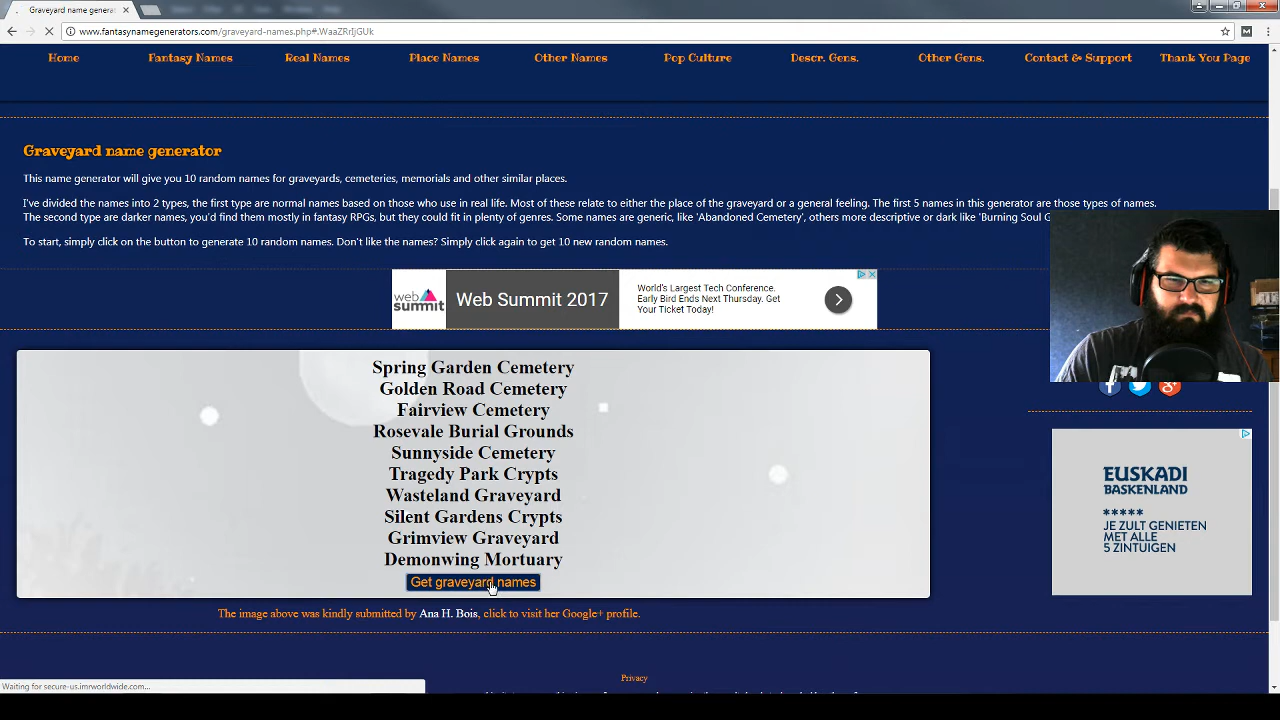 Graveyard name genera
www.fantasynamegenerators.com/graveyard-names.php#.WaaZRrIjGUk
Home Fantasy Names Real Names Place Names Other Names Pop Culture Descr. Gens. Other Gens. Contact & Support Thank You Page
Graveyard name generator
This name generator will give you 10 random names for graveyards, cemeteries, memorials and other similar places.
I've divided the names into 2 types, the first type are normal names based on those who use in real life. Most of these relate to either the place of the graveyard or a general feeling. The first 5 names in this generator are those types of names.
The second type are darker names, you'd find them mostly in fantasy RPGs, but they could fit in plenty of genres. Some names are generic, like 'Abandoned Cemetery', others more descriptive or dark like 'Burning Soul G
To start, simply click on the button to generate 10 random names. Don't like the names? Simply click again to get 10 new random names.
web summit
Web Summit 2017
World's Largest Tech Conference.
Early Bird Ends Next Thursday. Get
Your Ticket Today!
Spring Garden Cemetery
Golden Road Cemetery
Fairview Cemetery
Rosevale Burial Grounds
Sunnyside Cemetery
Tragedy Park Crypts
Wasteland Graveyard
Silent Gardens Crypts
Grimview Graveyard
Demonwing Mortuary
Get graveyard names
The image above was kindly submitted by Ana H. Bois, click to visit her Google+ profile.
EUSKADI
BASKENLAND
*****
JE ZULT GENIETEN
MET ALLE
5 ZINTUIGEN
Privacy
Waiting for secure-us.imrworldwide.com...